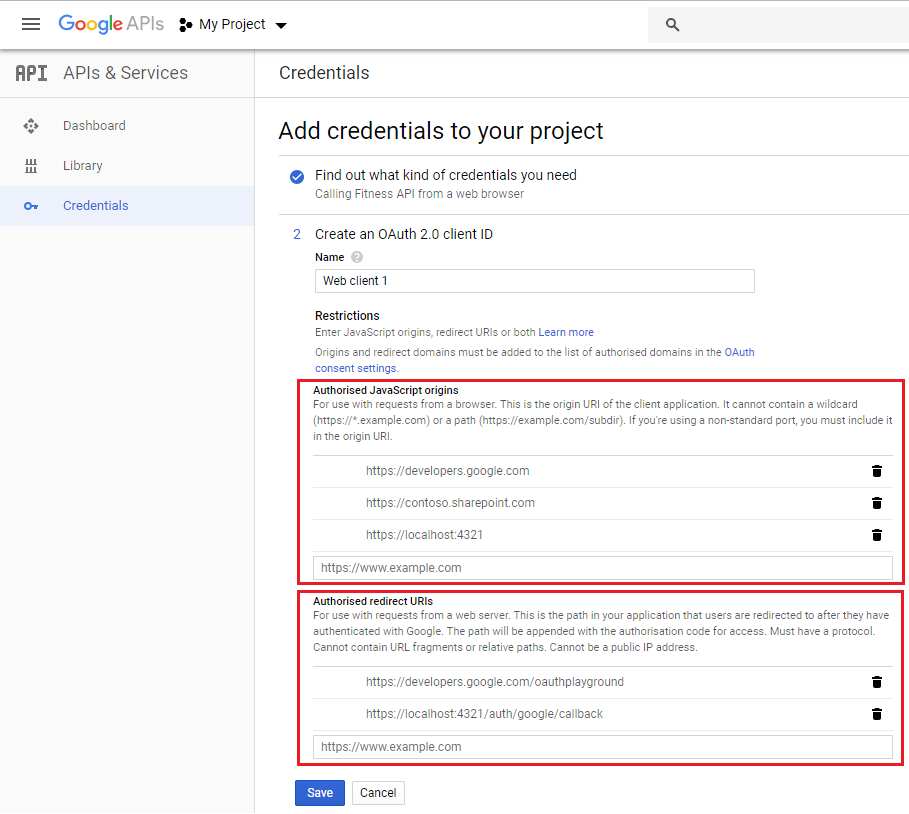 Google APIs My Project
API APIs & Services
Credentials
Dashboard
Library
Credentials
Add credentials to your project
Find out what kind of credentials you need
Calling Fitness API from a web browser
2 Create an OAuth 2.0 client ID
Name ?
Web client 1
Restrictions
Enter JavaScript origins, redirect URIs or both Learn more
Origins and redirect domains must be added to the list of authorised domains in the OAuth
consent settings.
Authorised JavaScript origins
For use with requests from a browser. This is the origin URI of the client application. It cannot contain a wildcard
(https://*.example.com) or a path (https://example.com/subdir). If you're using a non-standard port, you must include it
in the origin URI.
https://developers.google.com
https://contoso.sharepoint.com
https://localhost:4321
https://www.example.com
Authorised redirect URIs
For use with requests from a web server. This is the path in your application that users are redirected to after they have
authenticated with Google. The path will be appended with the authorisation code for access. Must have a protocol.
Cannot contain URL fragments or relative paths. Cannot be a public IP address.
https://developers.google.com/oauthplayground
https://localhost:4321/auth/google/callback
https://www.example.com
Save Cancel